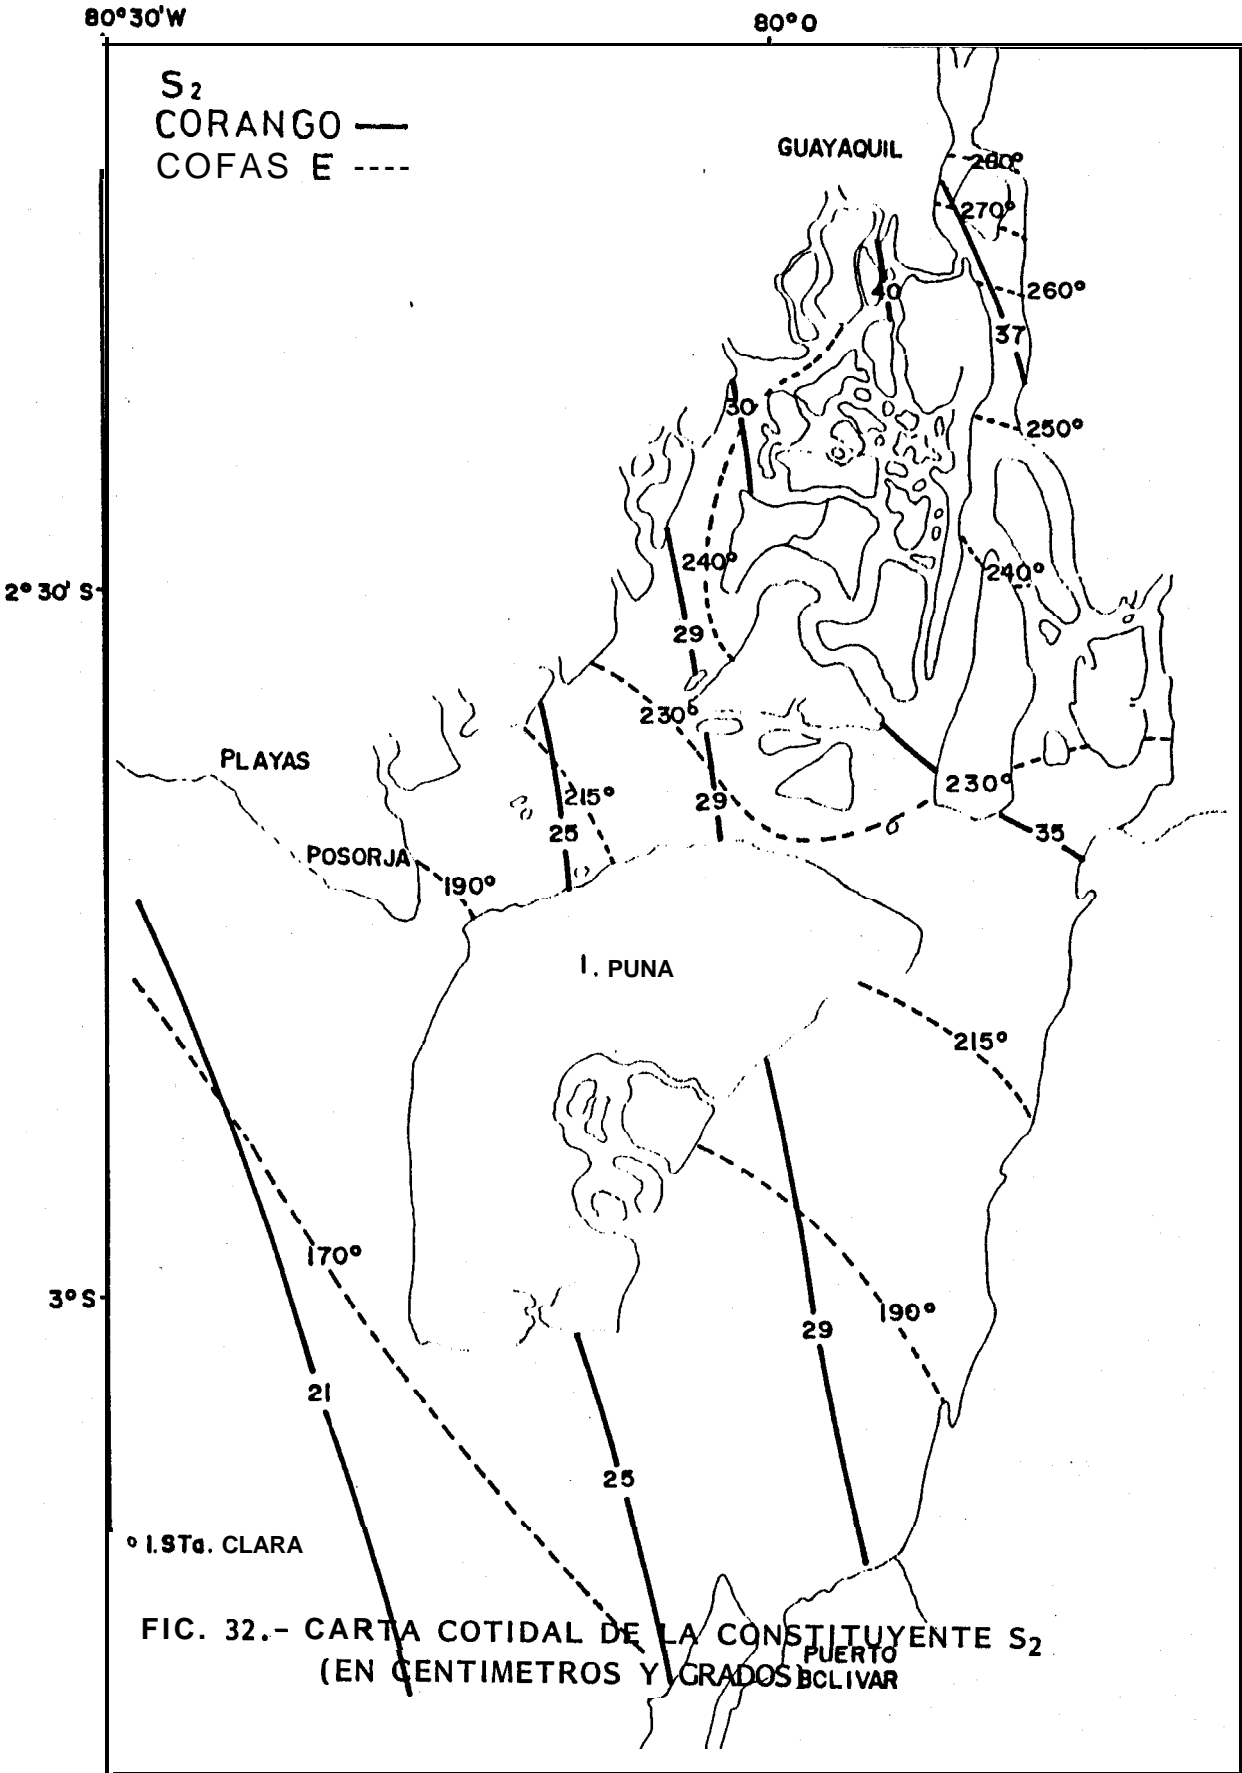 80°30'W
80°0
S2
CORANGO
COFAS E ----
GUAYAQUIL
280°
270°
40
260°
37
30
250°
240°
240°
2°30' S
29
230°
PLAYAS
215°
29
230°
25
35
POSORJA
190°
I. PUNA
215°
170°
3°S
190°
29
21
25
I.STa. CLARA
FIC. 32.- CARTA COTIDAL DE LA CONSTITUYENTE S2
(EN CENTIMETROS Y GRADOS)
PUERTO
BCLIVAR